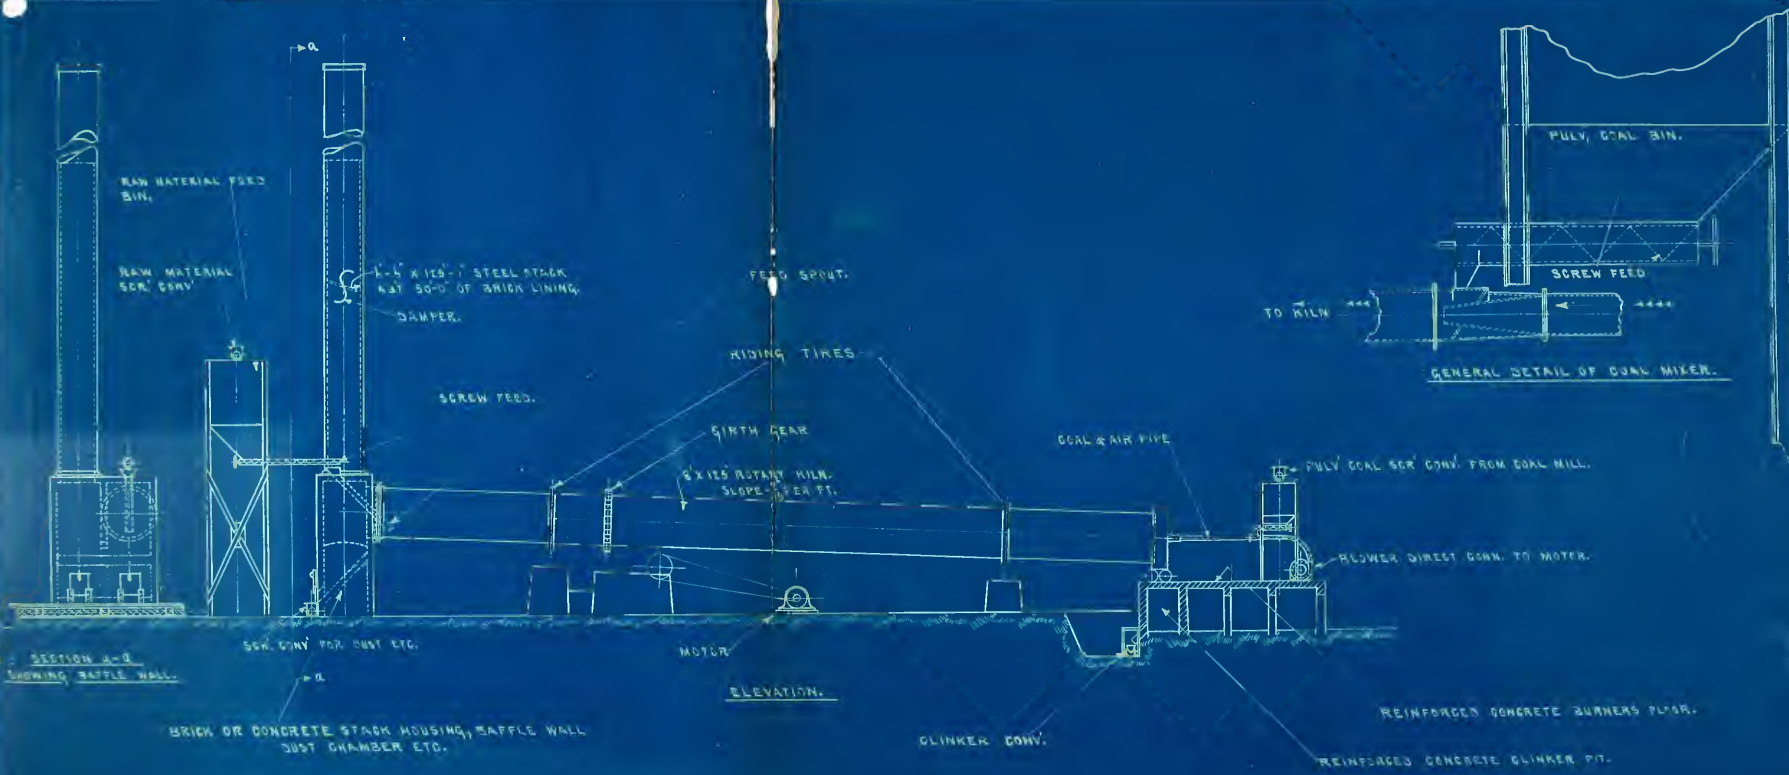 a
RAW MATERIAL FEED
BIN.
RAW MATERIAL
SCR. CONV'
X 125'- STEEL STACK
50-0" OF BRICK LINING.
DAMPER.
SCREW FEED.
FEED SPOUT.
RIDING TIRES
GIRTH GEAR
8' X 125' ROTARY KILN.
SLOPE- PER FT.
COAL & AIR PIPE
PULV, COAL BIN.
SCREW FEED
TO KILN
GENERAL DETAIL OF COAL MIXER.
PULV' COAL SCR' CONV. FROM COAL MILL.
BLOWER DIRECT CONN. TO MOTOR.
SCR. CONV' FOR DUST ETC.
SECTION a-a
SHOWING BAFFLE WALL.
a
MOTOR
ELEVATION.
BRICK OR CONCRETE STACK HOUSING, BAFFLE WALL
DUST CHAMBER ETC.
CLINKER CONV.
REINFORCED CONCRETE BURNERS FLOOR.
REINFORCED CONCRETE CLINKER PIT.